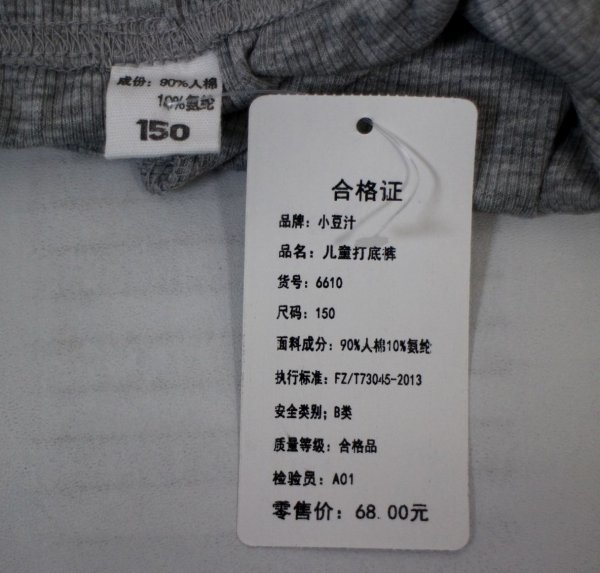 成份：90%人棉
10%氨纶
150
合格证
品牌：小豆汁
品名：儿童打底裤
货号：6610
尺码：150
面料成分：90%人棉10%氨纶
执行标准：FZ/T73045-2013
安全类别；B类
质量等级：合格品
检验员：A01
零售价：68.00元